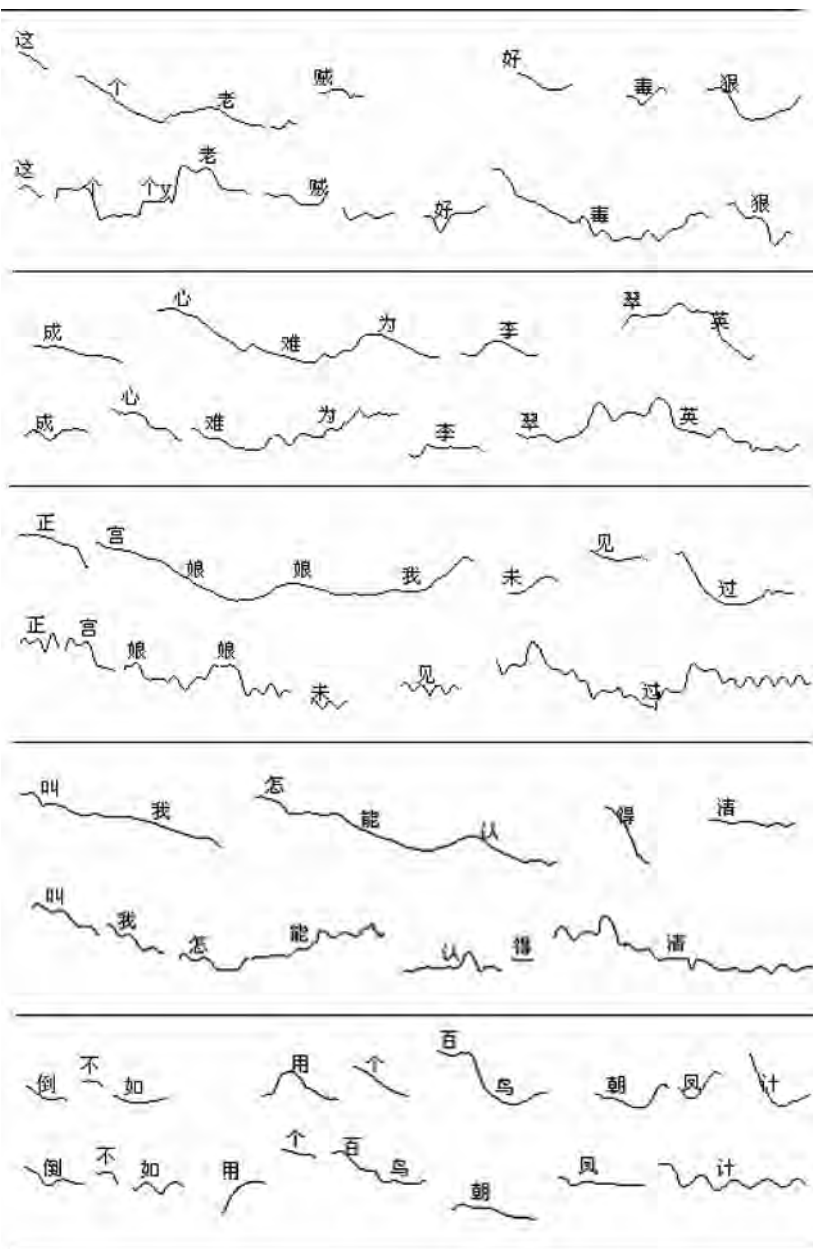 这个老贼好毒狠
这个个又老贼好毒狠
成心难为李翠英
成心难为李翠英
正宫娘娘我未见过
正宫娘娘未见过
叫我怎能认得清
叫我怎能认得清
倒不如用个百鸟朝凤计
倒不如用个百鸟朝凤计